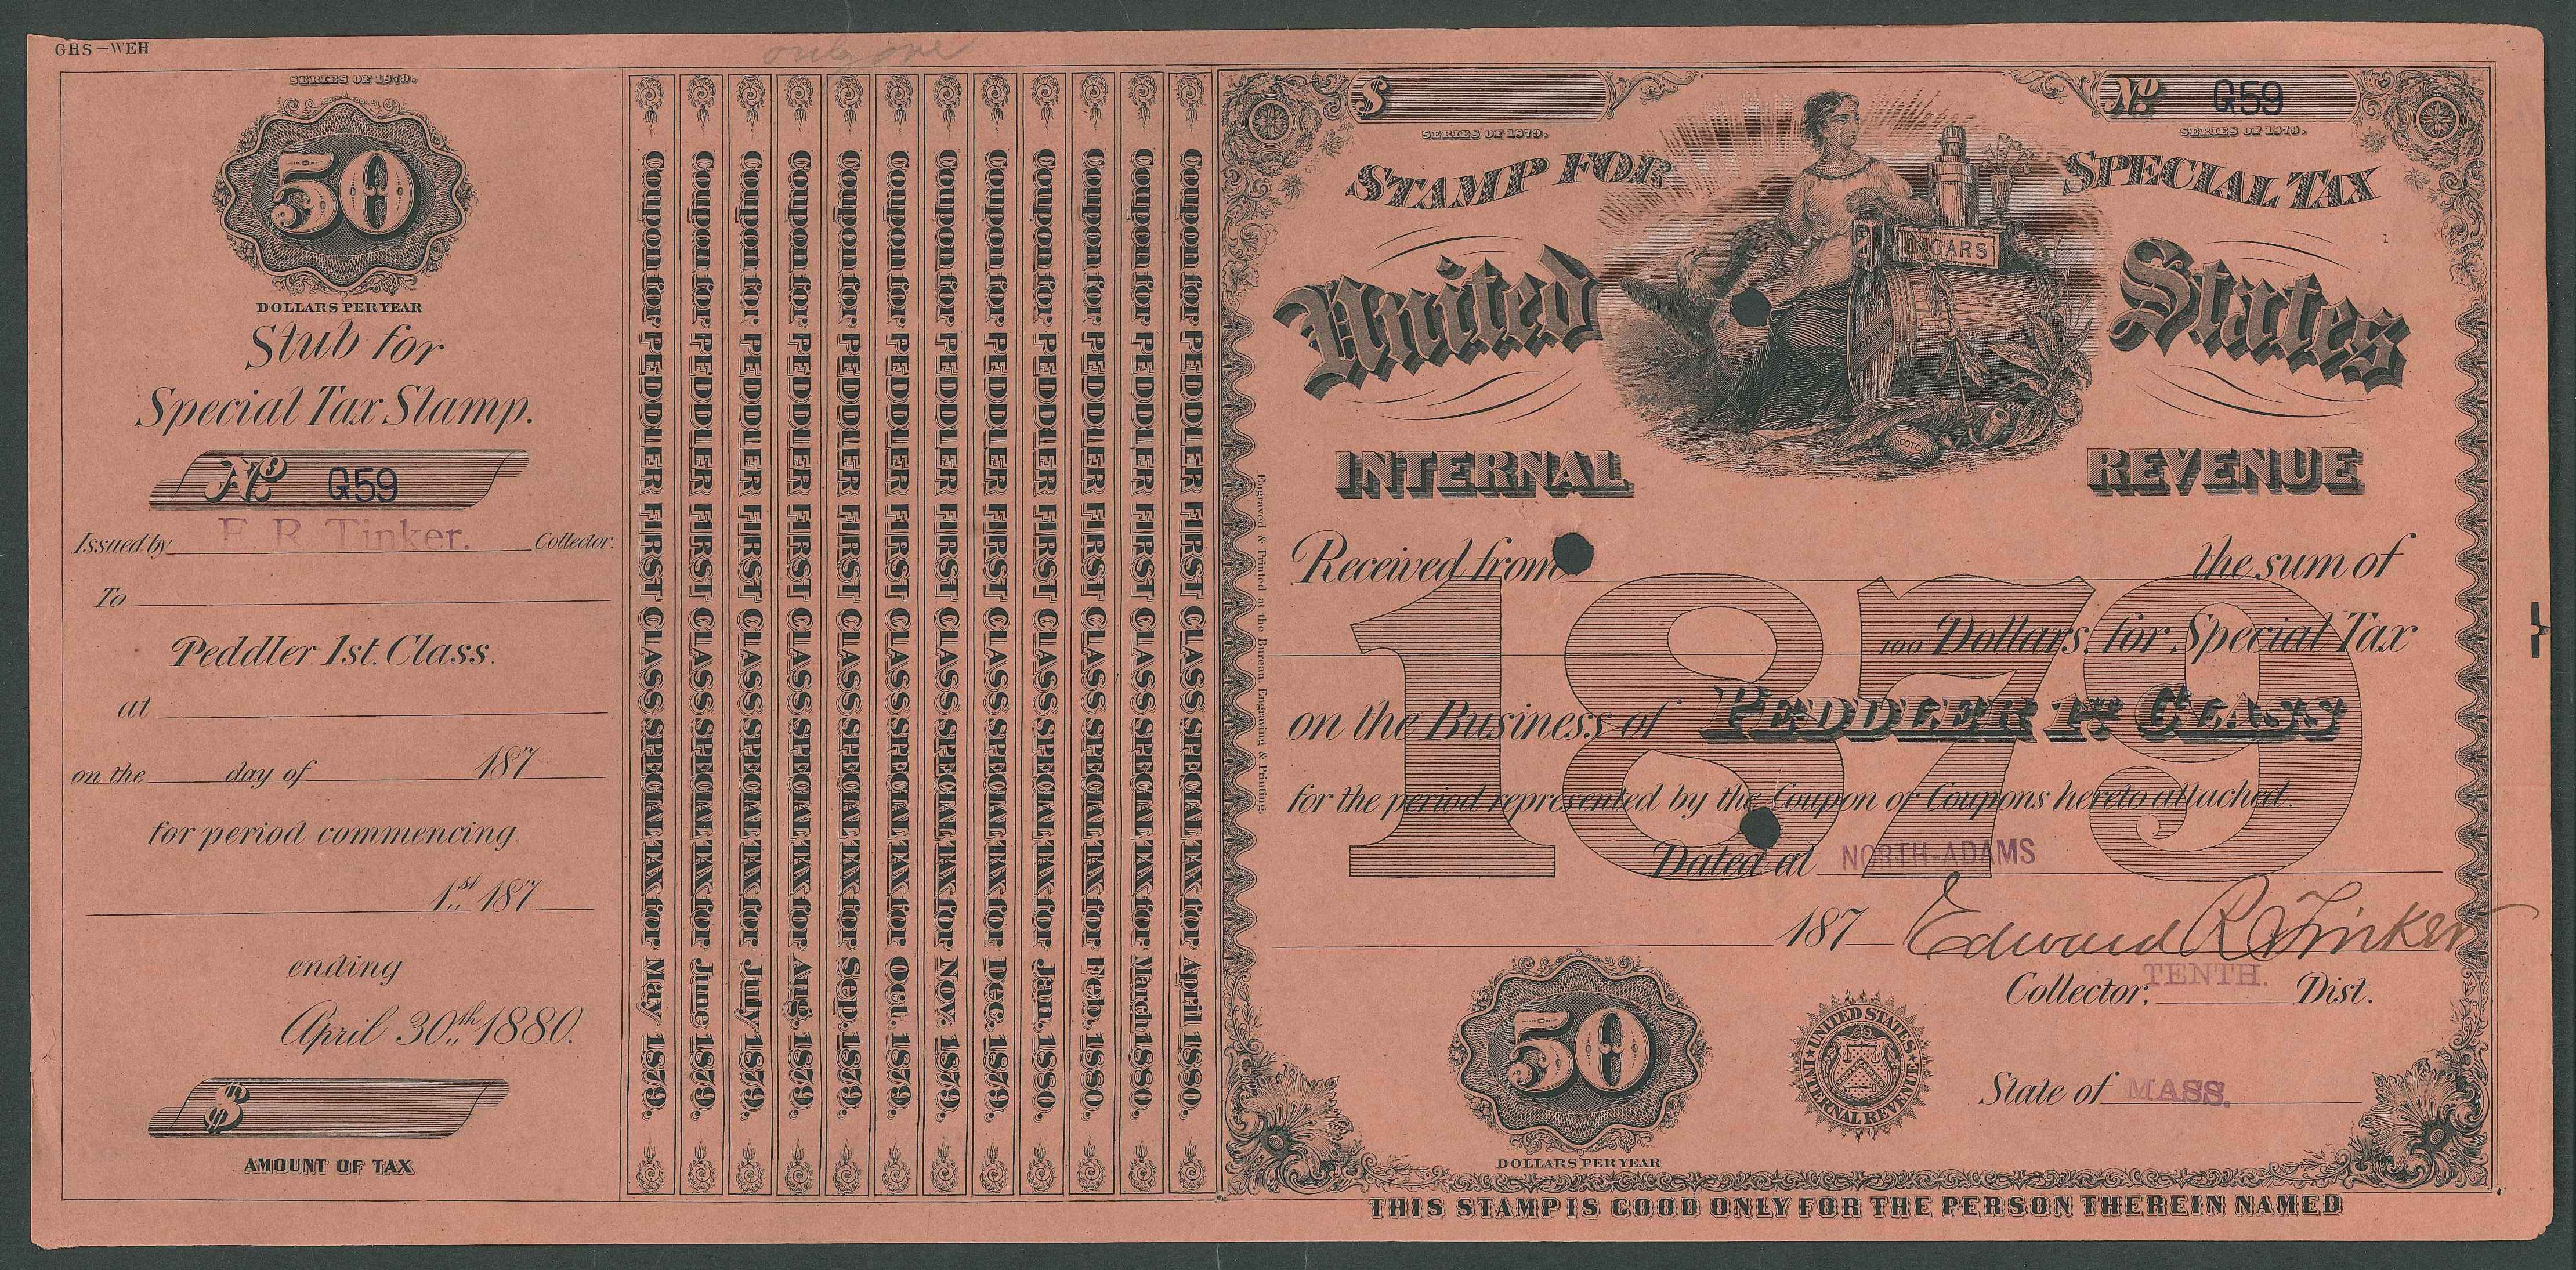 GHS–WEH
only one
SERIES OF 1879.
50
DOLLARS PER YEAR
Stub for
Special Tax Stamp.
No. G59
Issued by F. R. Tinker. Collector.
To
Peddler 1st. Class.
at
on the day of 187
for period commencing
1st 187
ending
April 30th 1880.
$
AMOUNT OF TAX
Coupon for PEDDLER FIRST CLASS SPECIAL TAX for May 1879.
Coupon for PEDDLER FIRST CLASS SPECIAL TAX for June 1879.
Coupon for PEDDLER FIRST CLASS SPECIAL TAX for July 1879.
Coupon for PEDDLER FIRST CLASS SPECIAL TAX for Aug. 1879.
Coupon for PEDDLER FIRST CLASS SPECIAL TAX for Sep. 1879.
Coupon for PEDDLER FIRST CLASS SPECIAL TAX for Oct. 1879.
Coupon for PEDDLER FIRST CLASS SPECIAL TAX for Nov. 1879.
Coupon for PEDDLER FIRST CLASS SPECIAL TAX for Dec. 1879.
Coupon for PEDDLER FIRST CLASS SPECIAL TAX for Jan. 1880.
Coupon for PEDDLER FIRST CLASS SPECIAL TAX for Feb. 1880.
Coupon for PEDDLER FIRST CLASS SPECIAL TAX for March 1880.
Coupon for PEDDLER FIRST CLASS SPECIAL TAX for April 1880.
Engraved & Printed at the Bureau, Engraving & Printing.
$
SERIES OF 1879.
No. G59
SERIES OF 1879.
STAMP FOR SPECIAL TAX
1
United States
CIGARS
SCOTCH
INTERNAL REVENUE
Received from the sum of
1879
100 Dollars, for Special Tax
on the Business of PEDDLER 1ST CLASS
for the period represented by the Coupon or Coupons hereto attached.
Dated at NORTH-ADAMS
187 Edward R. Tinker
Collector, TENTH. Dist.
50
DOLLARS PER YEAR
UNITED STATES INTERNAL REVENUE
State of MASS.
THIS STAMP IS GOOD ONLY FOR THE PERSON THEREIN NAMED